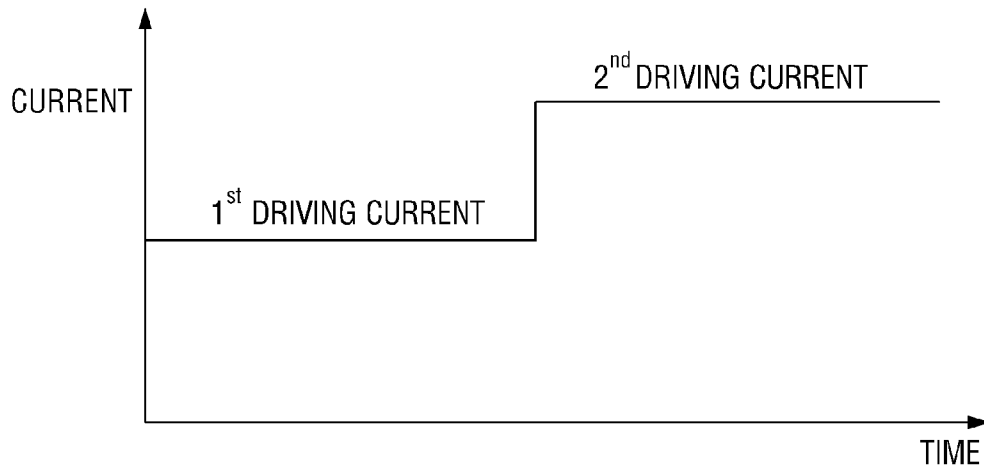 2nd DRIVING CURRENT
CURRENT
1st DRIVING CURRENT
TIME